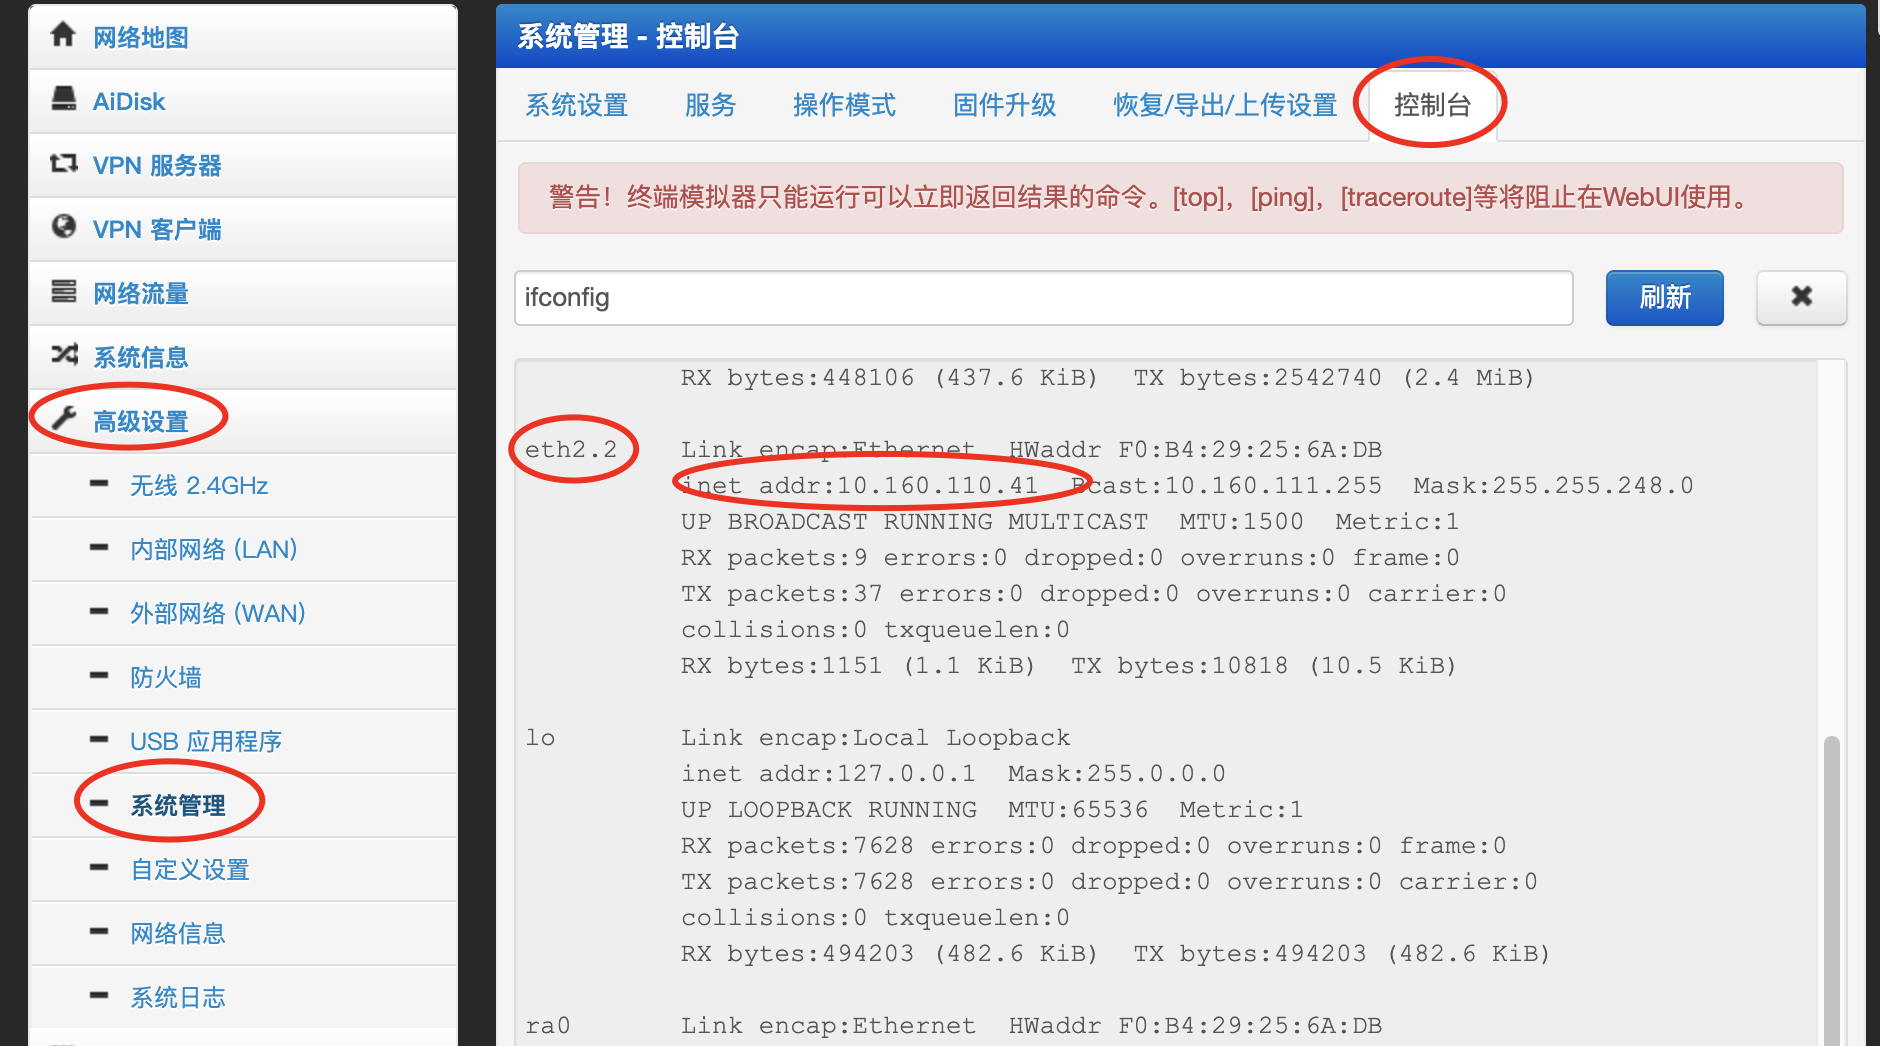 网络地图
AiDisk
VPN 服务器
VPN 客户端
网络流量
系统信息
高级设置
无线 2.4GHz
内部网络 (LAN)
外部网络 (WAN)
防火墙
USB 应用程序
系统管理
自定义设置
网络信息
系统日志
系统管理 - 控制台
系统设置 服务 操作模式 固件升级 恢复/导出/上传设置 控制台
警告！终端模拟器只能运行可以立即返回结果的命令。[top]，[ping]，[traceroute]等将阻止在WebUI使用。
ifconfig 刷新
RX bytes:448106 (437.6 KiB)  TX bytes:2542740 (2.4 MiB)
eth2.2 Link encap:Ethernet  HWaddr F0:B4:29:25:6A:DB
inet addr:10.160.110.41  Bcast:10.160.111.255  Mask:255.255.248.0
UP BROADCAST RUNNING MULTICAST  MTU:1500  Metric:1
RX packets:9 errors:0 dropped:0 overruns:0 frame:0
TX packets:37 errors:0 dropped:0 overruns:0 carrier:0
collisions:0 txqueuelen:0
RX bytes:1151 (1.1 KiB)  TX bytes:10818 (10.5 KiB)
lo Link encap:Local Loopback
inet addr:127.0.0.1  Mask:255.0.0.0
UP LOOPBACK RUNNING  MTU:65536  Metric:1
RX packets:7628 errors:0 dropped:0 overruns:0 frame:0
TX packets:7628 errors:0 dropped:0 overruns:0 carrier:0
collisions:0 txqueuelen:0
RX bytes:494203 (482.6 KiB)  TX bytes:494203 (482.6 KiB)
ra0 Link encap:Ethernet  HWaddr F0:B4:29:25:6A:DB